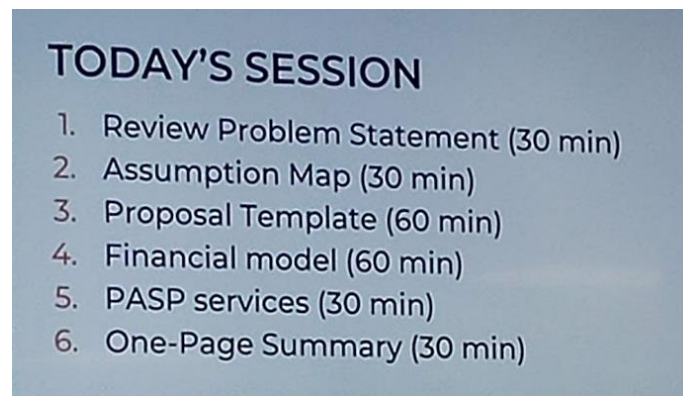 TODAY'S SESSION
1. Review Problem Statement (30 min)
2. Assumption Map (30 min)
3. Proposal Template (60 min)
4. Financial model (60 min)
5. PASP services (30 min)
6. One-Page Summary (30 min)